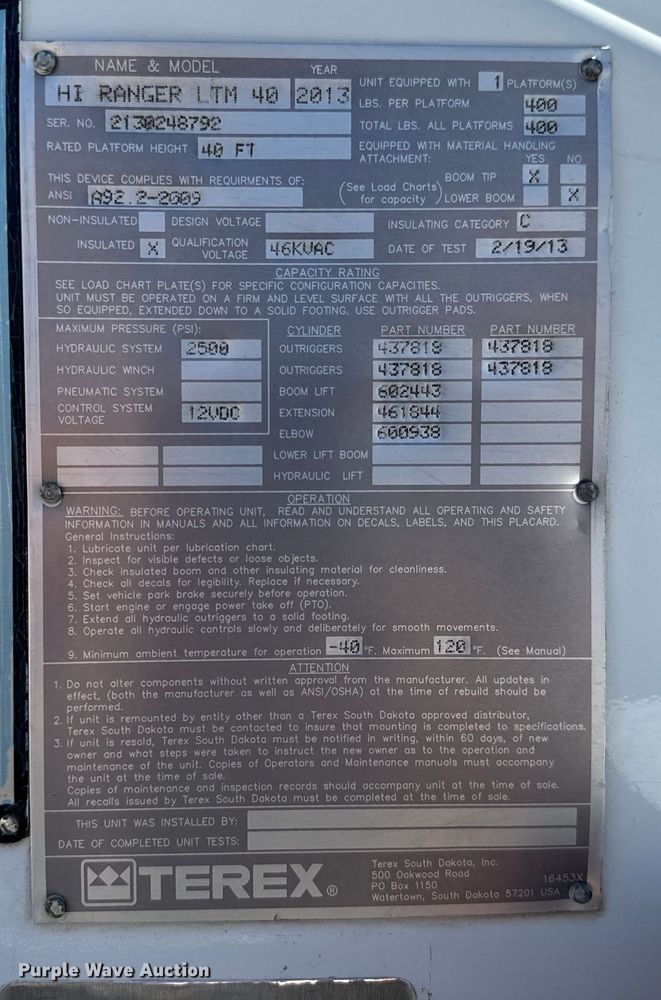 NAME & MODEL YEAR
HI RANGER LTM 40 2013
UNIT EQUIPPED WITH 1 PLATFORM(S)
LBS. PER PLATFORM 400
SER. NO. 2130248792
TOTAL LBS. ALL PLATFORMS 400
RATED PLATFORM HEIGHT 40 FT
EQUIPPED WITH MATERIAL HANDLING
ATTACHMENT: YES NO
THIS DEVICE COMPLIES WITH REQUIRMENTS OF:
ANSI A92.2-2009
(See Load Charts for capacity)
BOOM TIP X
LOWER BOOM X
NON-INSULATED DESIGN VOLTAGE INSULATING CATEGORY C
INSULATED X QUALIFICATION VOLTAGE 46KVAC DATE OF TEST 2/19/13
CAPACITY RATING
SEE LOAD CHART PLATE(S) FOR SPECIFIC CONFIGURATION CAPACITIES.
UNIT MUST BE OPERATED ON A FIRM AND LEVEL SURFACE WITH ALL THE OUTRIGGERS, WHEN
SO EQUIPPED, EXTENDED DOWN TO A SOLID FOOTING. USE OUTRIGGER PADS.
MAXIMUM PRESSURE (PSI): CYLINDER PART NUMBER PART NUMBER
HYDRAULIC SYSTEM 2500 OUTRIGGERS 437818 437818
HYDRAULIC WNCH OUTRIGGERS 437818 437818
PNEUMATIC SYSTEM BOOM LIFT 602443
CONTROL SYSTEM VOLTAGE 12VDC EXTENSION 461844
ELBOW 600938
LOWER LIFT BOOM
HYDRAULIC LIFT
OPERATION
WARNING: BEFORE OPERATING UNIT, READ AND UNDERSTAND ALL OPERATING AND SAFETY
INFORMATION IN MANUALS AND ALL INFORMATION ON DECALS, LABELS, AND THIS PLACARD.
General Instructions:
1. Lubricate unit per lubrication chart.
2. Inspect for visible defects or loose objects.
3. Check insulated boom and other insulating material for cleanliness.
4. Check all decals for legibility. Replace if necessary.
5. Set vehicle park brake securely before operation.
6. Start engine or engage power take off (PTO).
7. Extend all hydraulic outriggers to a solid footing.
8. Operate all hydraulic controls slowly and deliberately for smooth movements.
9. Minimum ambient temperature for operation -40 °F. Maximum 120 °F. (See Manual)
ATTENTION
1. Do not alter components without written approval from the manufacturer. All updates in
effect, (both the manufacturer as well as ANSI/OSHA) at the time of rebuild should be
performed.
2. If unit is remounted by entity other than a Terex South Dakota approved distributor,
Terex South Dakota must be contacted to insure that mounting is completed to specifications.
3. If unit is resold, Terex South Dakota must be notified in writing, within 60 days, of new
owner and what steps were taken to instruct the new owner as to the operation and
maintenance of the unit. Copies of Operators and Maintenance manuals must accompany
the unit at the time of sale.
Copies of maintenance and inspection records should accompany unit at the time of sale.
All recalls issued by Terex South Dakota must be completed at the time of sale.
THIS UNIT WAS INSTALLED BY:
DATE OF COMPLETED UNIT TESTS:
TEREX®
Terex South Dakota, Inc.
500 Oakwood Road
PO Box 1150
Watertown, South Dakota 57201 USA
16453X
Purple Wave Auction